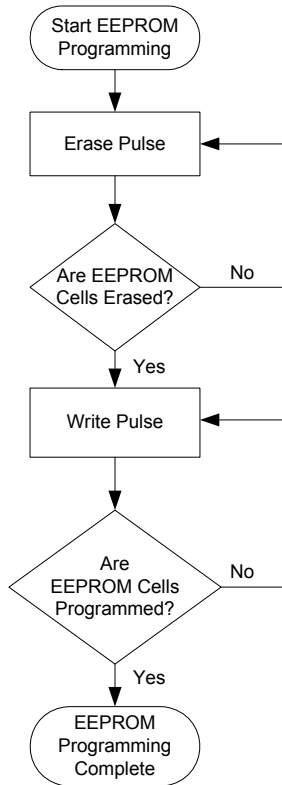 Start EEPROM
Programming
Erase Pulse
Are EEPROM
Cells Erased?
No
Yes
Write Pulse
Are
EEPROM Cells
Programmed?
No
Yes
EEPROM
Programming
Complete